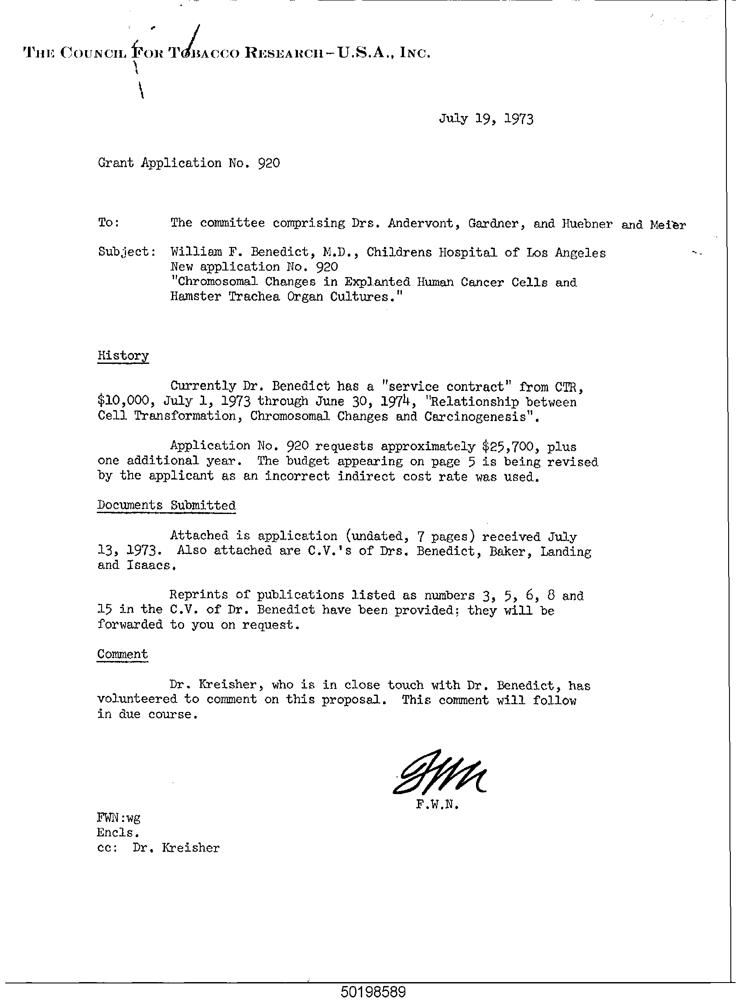 THE COUNCIL FOR TOBACCO RESEARCH-U.S.A., INC.
July 19, 1973
Grant Application No. 920
To: The committee comprising Drs. Andervont, Gardner, and Huebner and Meier
Subject: William F. Benedict, M.D., Childrens Hospital of Los Angeles
New application No. 920
"Chromosomal Changes in Explanted Human Cancer Cells and
Hamster Trachea Organ Cultures."
History
Currently Dr. Benedict has a "service contract" from CTR,
$10,000, July 1, 1973 through June 30, 1974, "Relationship between
Cell Transformation, Chromosomal Changes and Carcinogenesis".
Application No. 920 requests approximately $25,700, plus
one additional year. The budget appearing on page 5 is being revised
by the applicant as an incorrect indirect cost rate was used.
Documents Submitted
Attached is application (undated, 7 pages) received July
13, 1973. Also attached are C.V.'s of Drs. Benedict, Baker, Landing
and Isaacs.
Reprints of publications listed as numbers 3, 5, 6, 8 and
15 in the C.V. of Dr. Benedict have been provided; they will be
forwarded to you on request.
Comment
Dr. Kreisher, who is in close touch with Dr. Benedict, has
volunteered to comment on this proposal. This comment will follow
in due course.
FWN
F.W.N.
FWN:wg
Encls.
cc: Dr. Kreisher
50198589